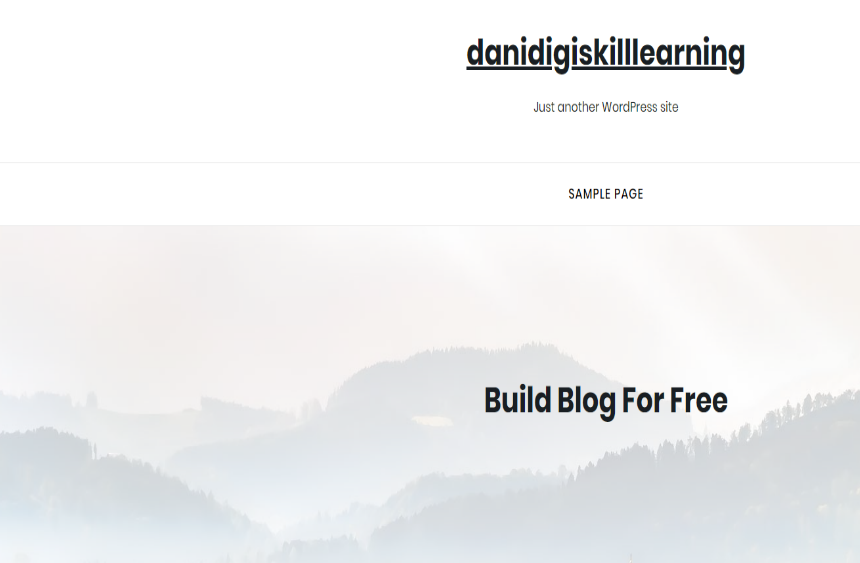 danidigiskilllearning
Just another WordPress site
SAMPLE PAGE
Build Blog For Free